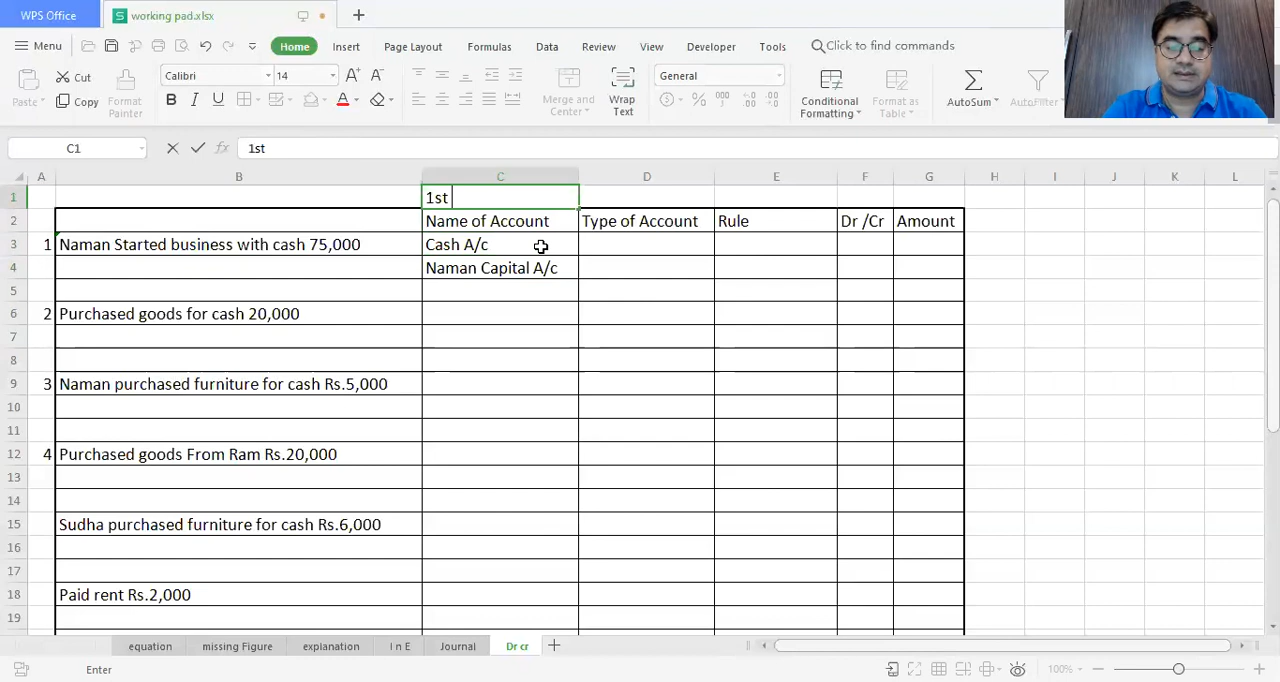 WPS Office working pad.xlsx
Menu Home Insert Page Layout Formulas Data Review View Developer Tools Click to find commands
Paste Cut Copy Format Painter Calibri 14 A+ A- B I U A Merge and Center Wrap Text General Conditional Formatting Format as Table AutoSum AutoFilter
C1 fx 1st
A B C D E F G H I J K L
1 1st
2 Name of Account Type of Account Rule Dr /Cr Amount
3 1 Naman Started business with cash 75,000 Cash A/c
4 Naman Capital A/c
5
6 2 Purchased goods for cash 20,000
7
8
9 3 Naman purchased furniture for cash Rs.5,000
10
11
12 4 Purchased goods From Ram Rs.20,000
13
14
15 Sudha purchased furniture for cash Rs.6,000
16
17
18 Paid rent Rs.2,000
19
equation missing Figure explanation I n E Journal Dr cr
Enter 100%